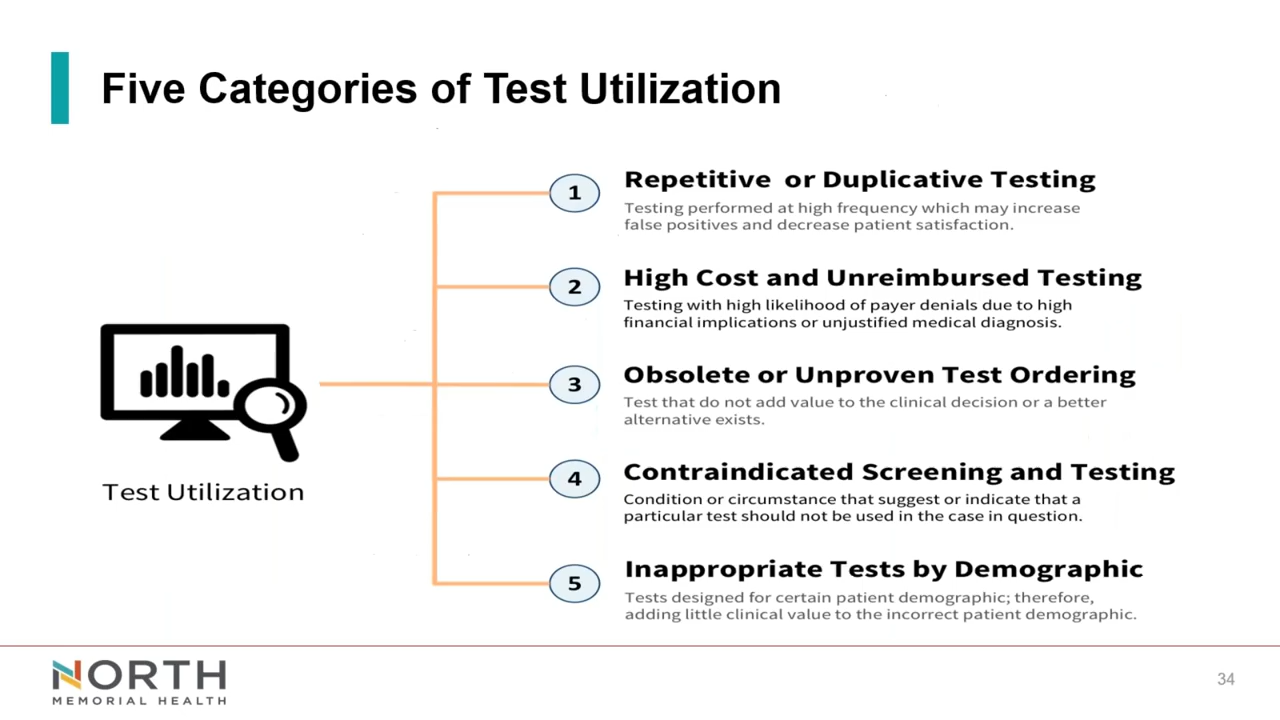 Five Categories of Test Utilization
1
Repetitive or Duplicative Testing
Testing performed at high frequency which may increase
false positives and decrease patient satisfaction.
2
High Cost and Unreimbursed Testing
Testing with high likelihood of payer denials due to high
financial implications or unjustified medical diagnosis.
3
Obsolete or Unproven Test Ordering
Test that do not add value to the clinical decision or a better
alternative exists.
Test Utilization
4
Contraindicated Screening and Testing
Condition or circumstance that suggest or indicate that a
particular test should not be used in the case in question.
5
Inappropriate Tests by Demographic
Tests designed for certain patient demographic; therefore,
adding little clinical value to the incorrect patient demographic.
NORTH
MEMORIAL HEALTH
34